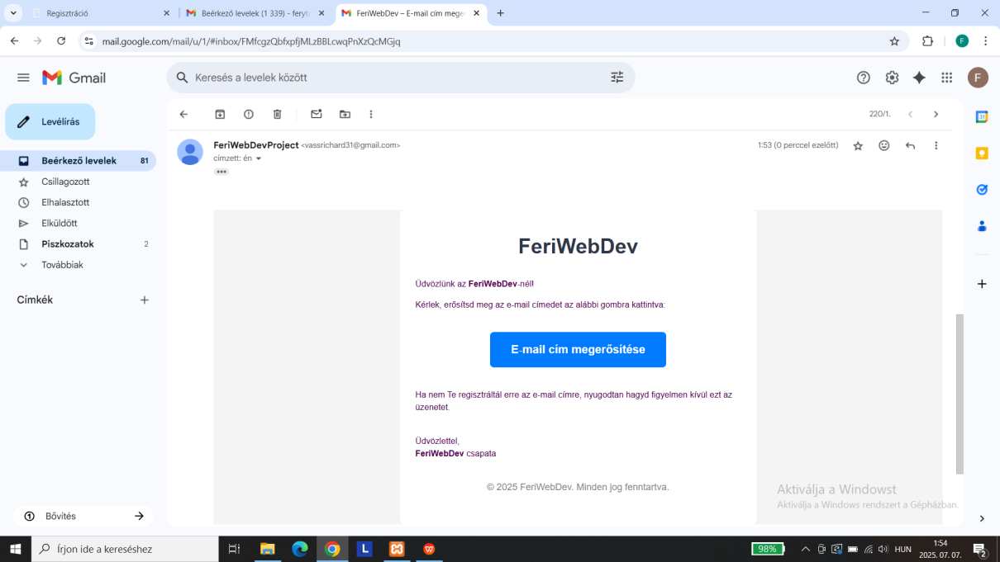 Regisztráció
Beérkező levelek (1 339) - feryt
FeriWebDev – E-mail cím mege
mail.google.com/mail/u/1/#inbox/FMfcgzQbfxpfjMLzBBLcwqPnXzQcMGjq
F
Gmail
Keresés a levelek között
F
Levélírás
220/1.
Beérkező levelek 81
Csillagozott
Elhalasztott
Elküldött
Piszkozatok 2
Továbbiak
Címkék
Bővítés
FeriWebDevProject <vassrichard31@gmail.com>
1:53 (0 perccel ezelőtt)
címzett: én
FeriWebDev
Üdvözlünk az FeriWebDev-nél!
Kérlek, erősítsd meg az e-mail címedet az alábbi gombra kattintva:
E-mail cím megerősítése
Ha nem Te regisztráltál erre az e-mail címre, nyugodtan hagyd figyelmen kívül ezt az
üzenetet.
Üdvözlettel,
FeriWebDev csapata
© 2025 FeriWebDev. Minden jog fenntartva.
31
Aktiválja a Windowst
Aktiválja a Windows rendszert a Gépházban.
Írjon ide a kereséshez
L
98%
HUN
1:54
2025. 07. 07.
2